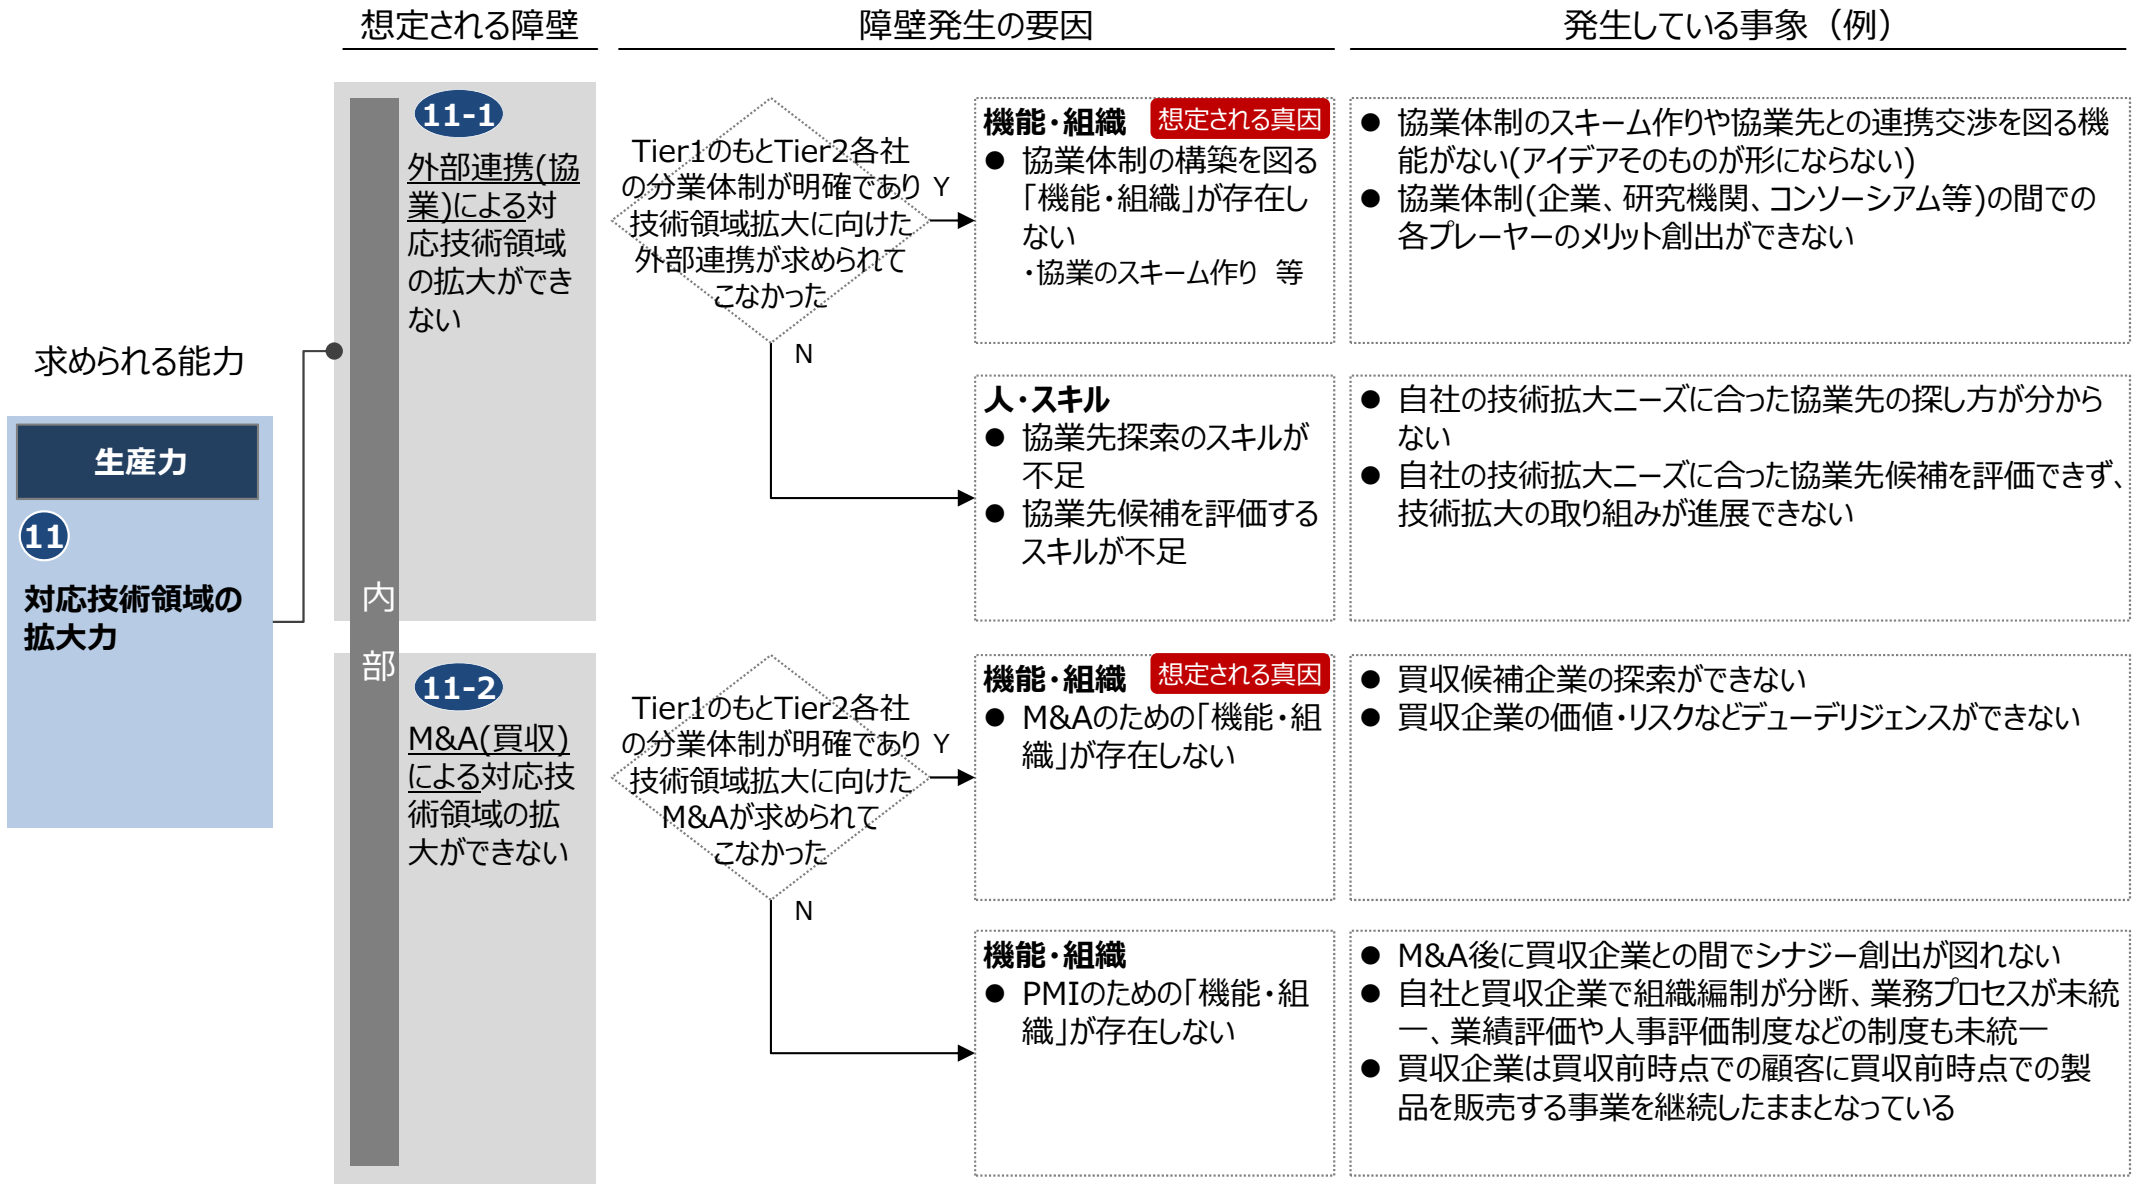 想定される障壁
障壁発生の要因
発生している事象（例）
求められる能力
生産力
11
対応技術領域の
拡大力
内
部
11-1
外部連携(協
業)による対
応技術領域
の拡大ができ
ない
Tier1のもとTier2各社
の分業体制が明確であり
技術領域拡大に向けた
外部連携が求められて
こなかった
Y
N
機能・組織
想定される真因
● 協業体制の構築を図る
「機能・組織」が存在し
ない
・協業のスキーム作り 等
● 協業体制のスキーム作りや協業先との連携交渉を図る機
能がない(アイデアそのものが形にならない)
● 協業体制(企業、研究機関、コンソーシアム等)の間での
各プレーヤーのメリット創出ができない
人・スキル
● 協業先探索のスキルが
不足
● 協業先候補を評価する
スキルが不足
● 自社の技術拡大ニーズに合った協業先の探し方が分から
ない
● 自社の技術拡大ニーズに合った協業先候補を評価できず、
技術拡大の取り組みが進展できない
11-2
M&A(買収)
による対応技
術領域の拡
大ができない
Tier1のもとTier2各社
の分業体制が明確であり
技術領域拡大に向けた
M&Aが求められて
こなかった
Y
N
機能・組織
想定される真因
● M&Aのための「機能・組
織」が存在しない
● 買収候補企業の探索ができない
● 買収企業の価値・リスクなどデューデリジェンスができない
機能・組織
● PMIのための「機能・組
織」が存在しない
● M&A後に買収企業との間でシナジー創出が図れない
● 自社と買収企業で組織編制が分断、業務プロセスが未統
一、業績評価や人事評価制度などの制度も未統一
● 買収企業は買収前時点での顧客に買収前時点での製
品を販売する事業を継続したままとなっている